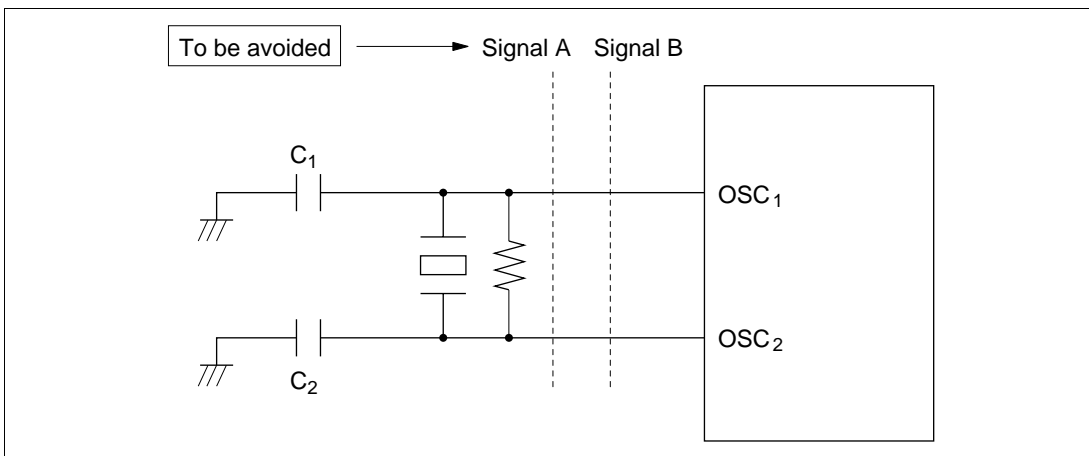 To be avoided
Signal A
Signal B
C1
OSC1
OSC2
C2